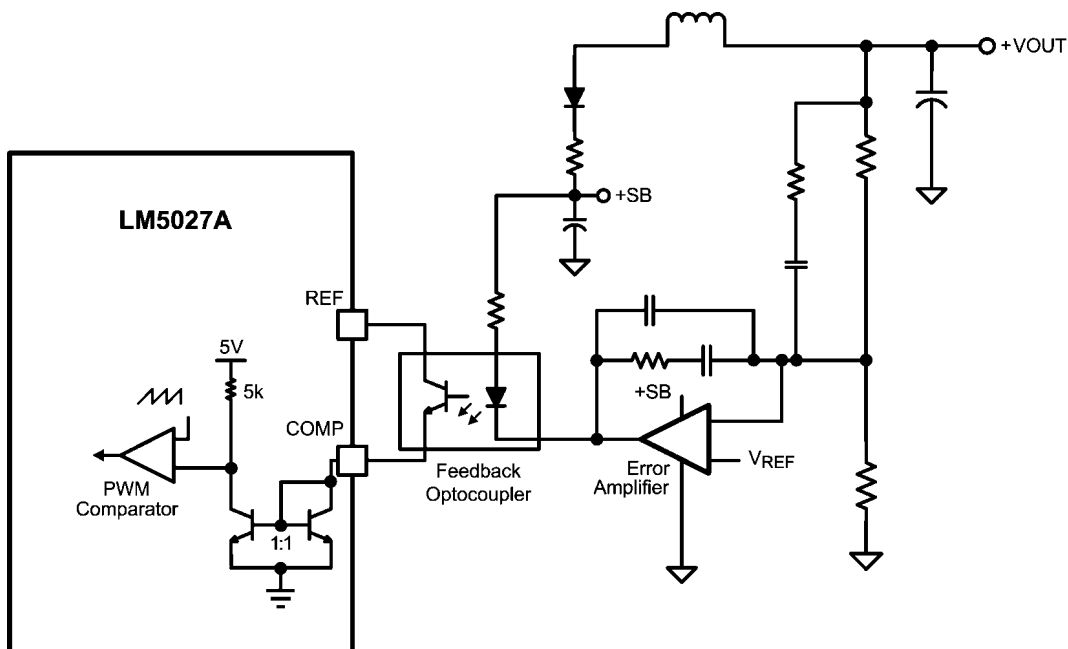 +VOUT
+SB
LM5027A
REF
5V
5k
COMP
PWM
Comparator
1:1
Feedback
Optocoupler
+SB
Error
Amplifier
VREF